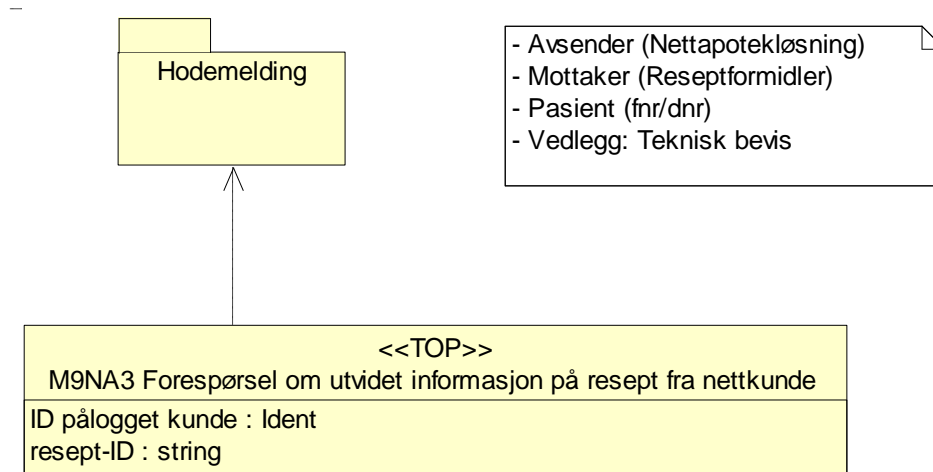 Hodemelding
- Avsender (Nettapotekløsning)
- Mottaker (Reseptformidler)
- Pasient (fnr/dnr)
- Vedlegg: Teknisk bevis
<<TOP>>
M9NA3 Forespørsel om utvidet informasjon på resept fra nettkunde
ID pålogget kunde : Ident
resept-ID : string